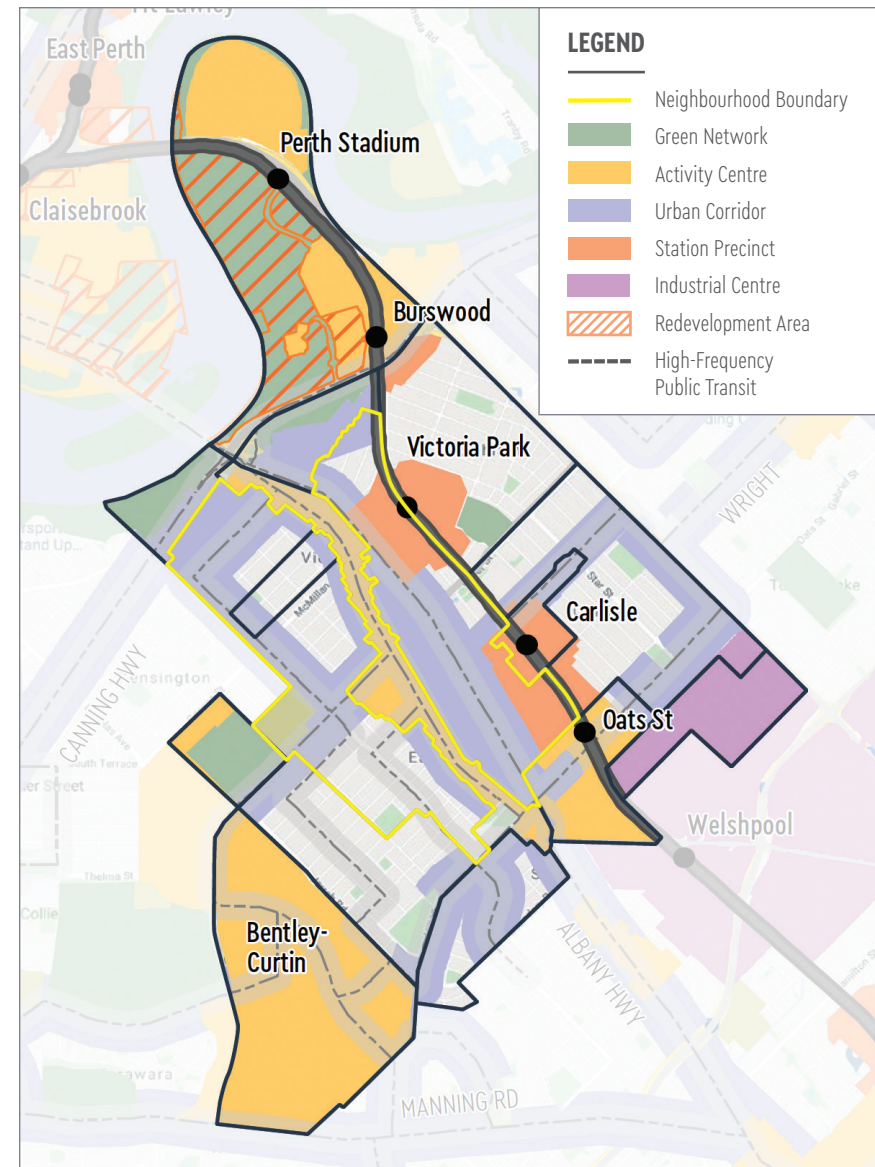 East Perth
LEGEND
Neighbourhood Boundary
Green Network
Activity Centre
Urban Corridor
Station Precinct
Industrial Centre
Redevelopment Area
High-Frequency
Public Transit
Perth Stadium
Claisebrook
Burswood
Victoria Park
WRIGHT
Star St
McMillan
Carlisle
CANNING HWY
Oats St
South Terrace
Welshpool
Thelma St
Bentley-
Curtin
ALBANY HWY
MANNING RD